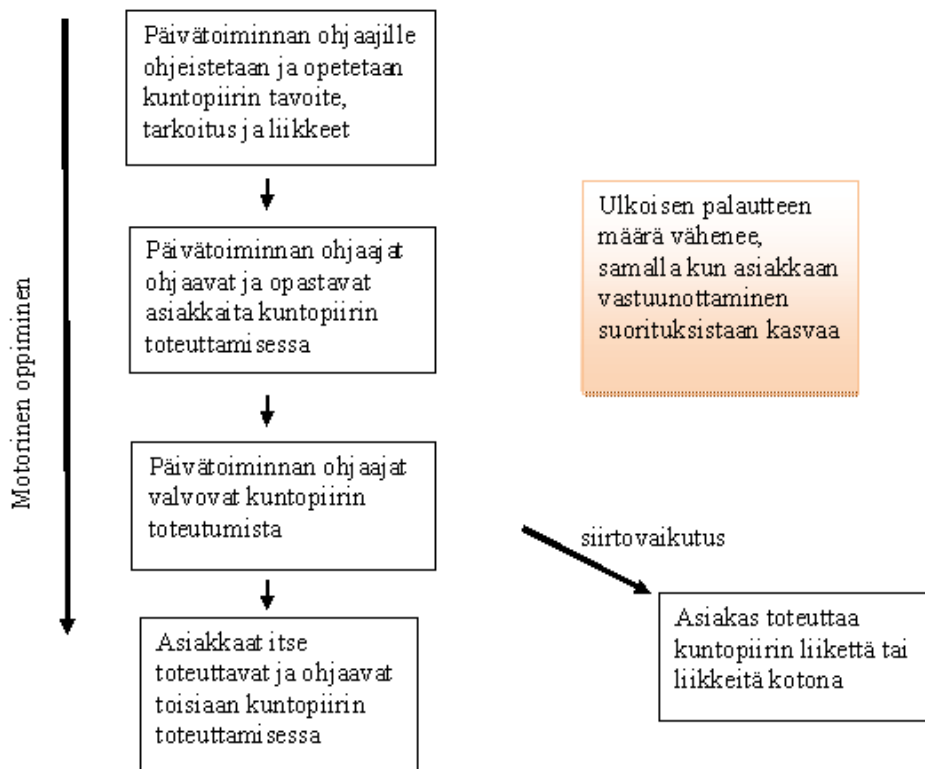 Päivätoiminnan ohjaajille
ohjeistetaan ja opetetaan
kuntopiirin tavoite,
tarkoitus ja liikkeet
Päivätoiminnan ohjaajat
ohjaavat ja opastavat
asiakkaita kuntopiirin
toteuttamisessa
Päivätoiminnan ohjaajat
valvovat kuntopiirin
toteutumista
Asiakkaat itse
toteuttavat ja ohjaavat
toisiaan kuntopiirin
toteuttamisessa
Motorinen oppiminen
Ulkoisen palautteen
määrä vähenee,
samalla kun asiakkaan
vastuunottaminen
suorituksistaan kasvaa
siirtovaikutus
Asiakas toteuttaa
kuntopiirin liikettä tai
liikkeitä kotona